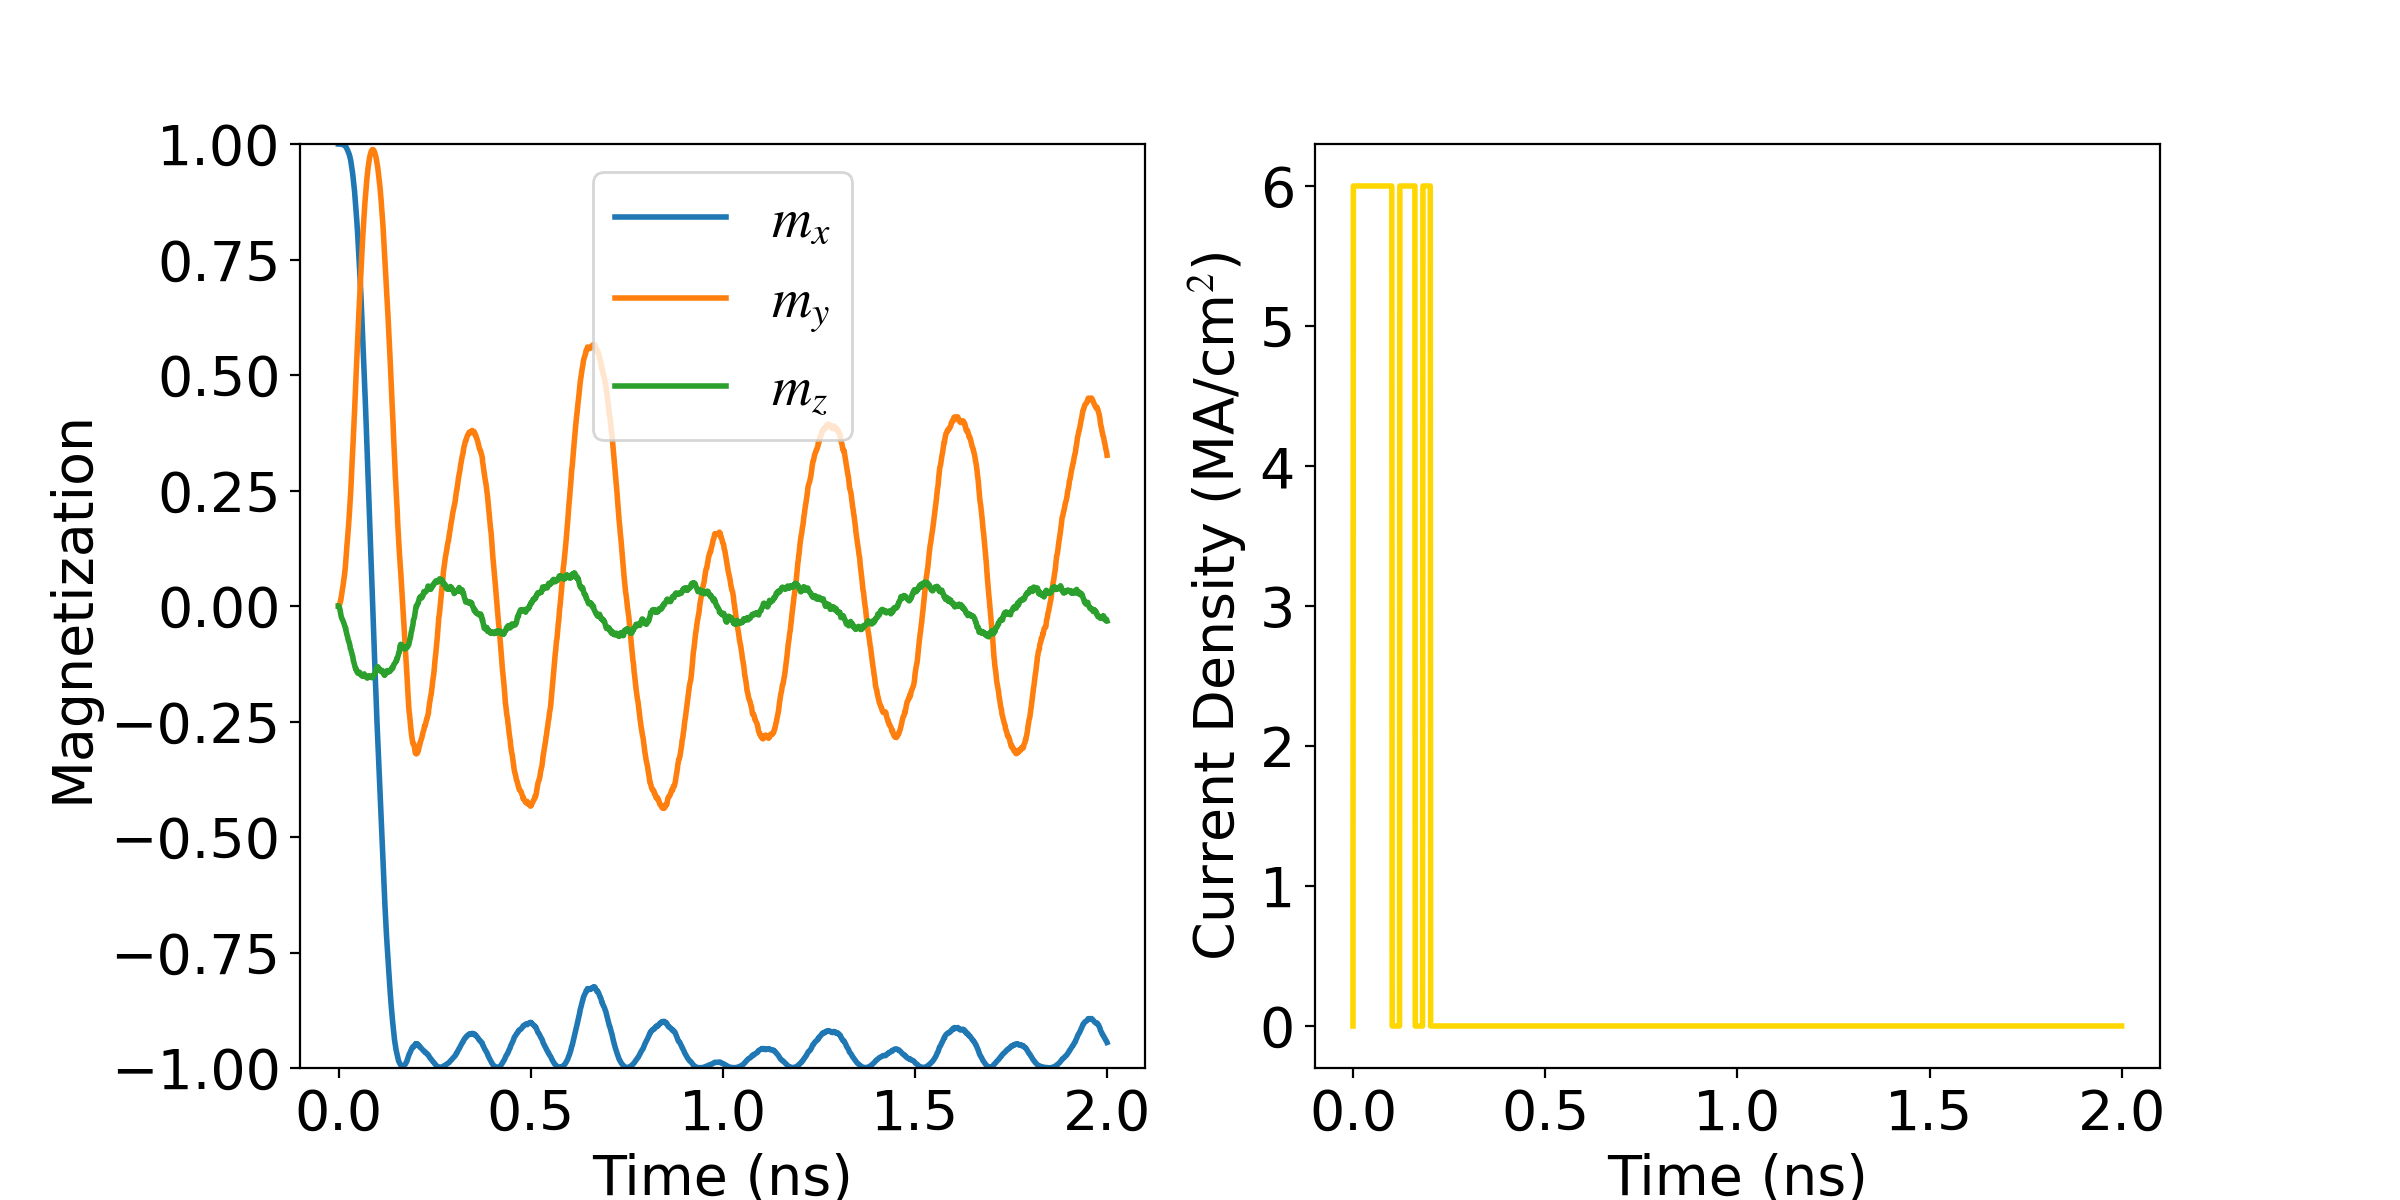 Magnetization
1.00
0.75
0.50
0.25
0.00
−0.25
−0.50
−0.75
−1.00
0.0 0.5 1.0 1.5 2.0
Time (ns)
m_x
m_y
m_z
Current Density (MA/cm²)
6
5
4
3
2
1
0
0.0 0.5 1.0 1.5 2.0
Time (ns)